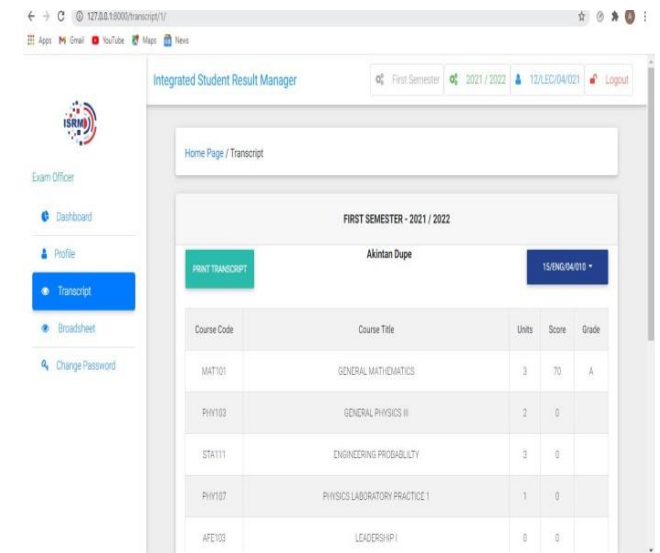 127.0.0.1:8000/transcript/1/
Apps Gmail YouTube Maps News
Integrated Student Result Manager First Semester 2021 / 2022 12/LEC/04/021 Logout
ISRM
Home Page / Transcript
Exam Officer
Dashboard
Profile
Transcript
Broadsheet
Change Password
FIRST SEMESTER - 2021 / 2022
PRINT TRANSCRIPT Akintan Dupe 15/ENG/04/010
Course Code Course Title Units Score Grade
MAT101 GENERAL MATHEMATICS 3 70 A
PHY103 GENERAL PHYSICS III 2 0
STA111 ENGINEERING PROBABLILTY 3 0
PHY107 PHYSICS LABORATORY PRACTICE 1 1 0
AFE103 LEADERSHIP I 0 0